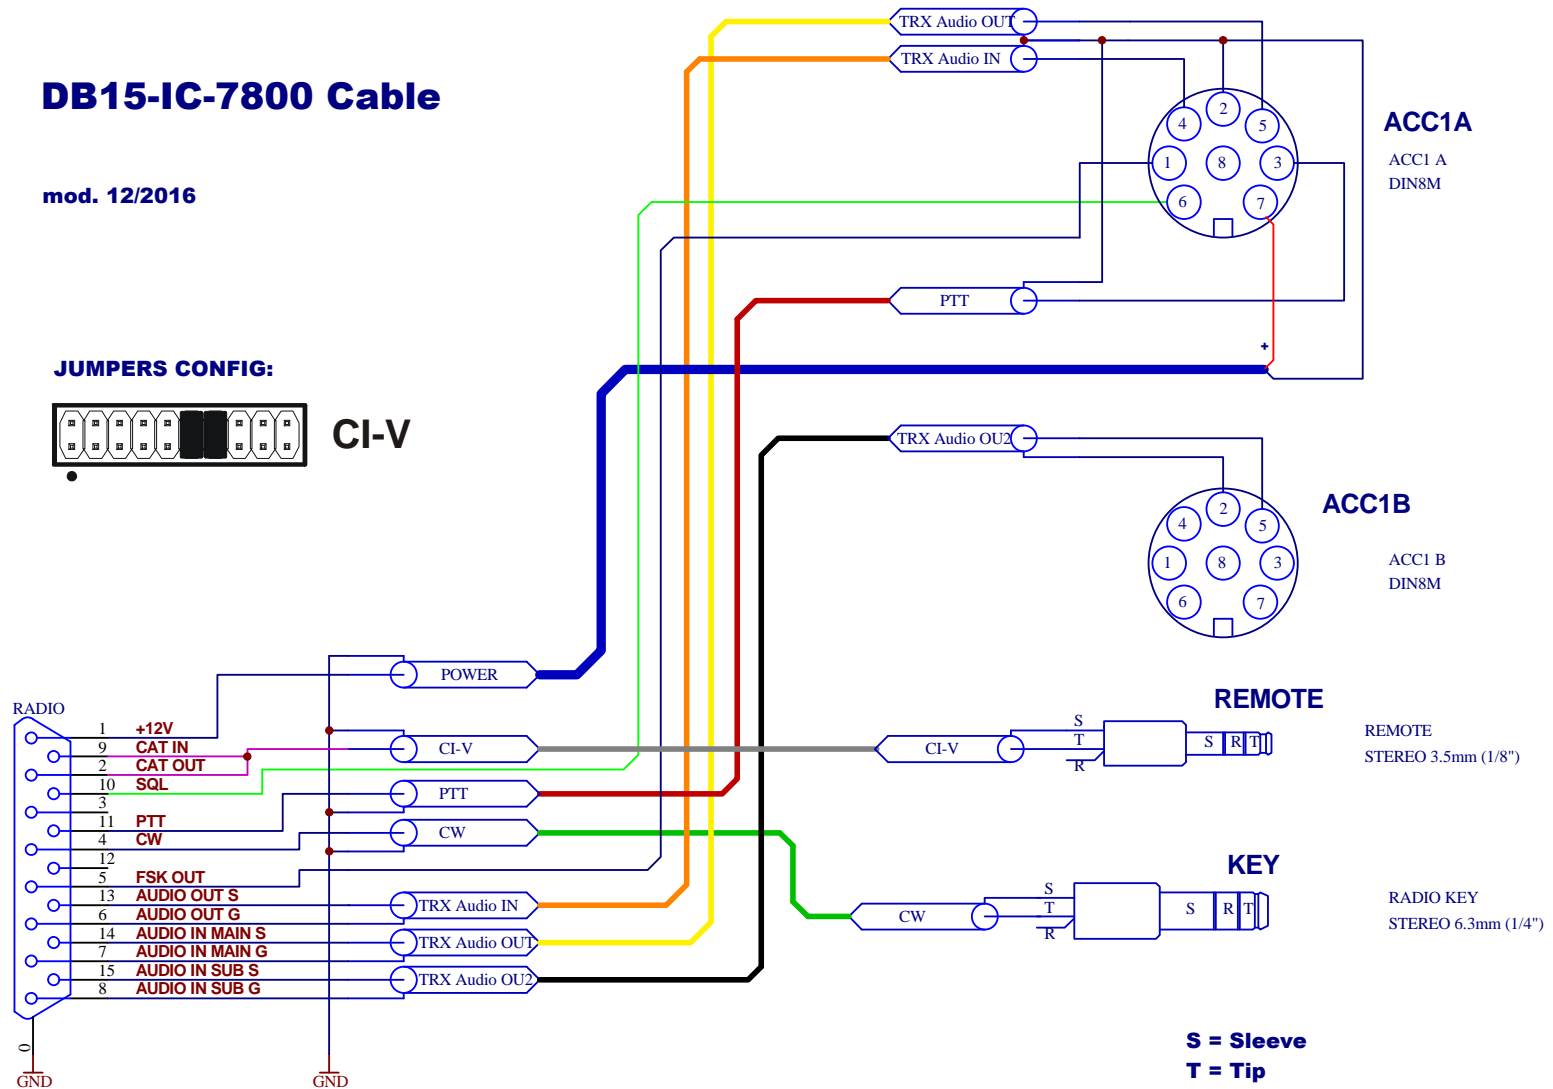 DB15-IC-7800 Cable
mod. 12/2016
TRX Audio OUT
TRX Audio IN
2
4
5
1
8
3
6
7
ACC1A
ACC1 A
DIN8M
PTT
+
JUMPERS CONFIG:
CI-V
TRX Audio OU2
2
4
5
1
8
3
6
7
ACC1B
ACC1 B
DIN8M
POWER
RADIO
1 +12V
9 CAT IN
2 CAT OUT
10 SQL
3
11 PTT
4 CW
12
5 FSK OUT
13 AUDIO OUT S
6 AUDIO OUT G
14 AUDIO IN MAIN S
7 AUDIO IN MAIN G
15 AUDIO IN SUB S
8 AUDIO IN SUB G
0
GND
GND
CI-V
PTT
CW
TRX Audio IN
TRX Audio OUT
TRX Audio OU2
REMOTE
CI-V
S
T
R
S R T
REMOTE
STEREO 3.5mm (1/8")
KEY
CW
S
T
R
S R T
RADIO KEY
STEREO 6.3mm (1/4")
S = Sleeve
T = Tip